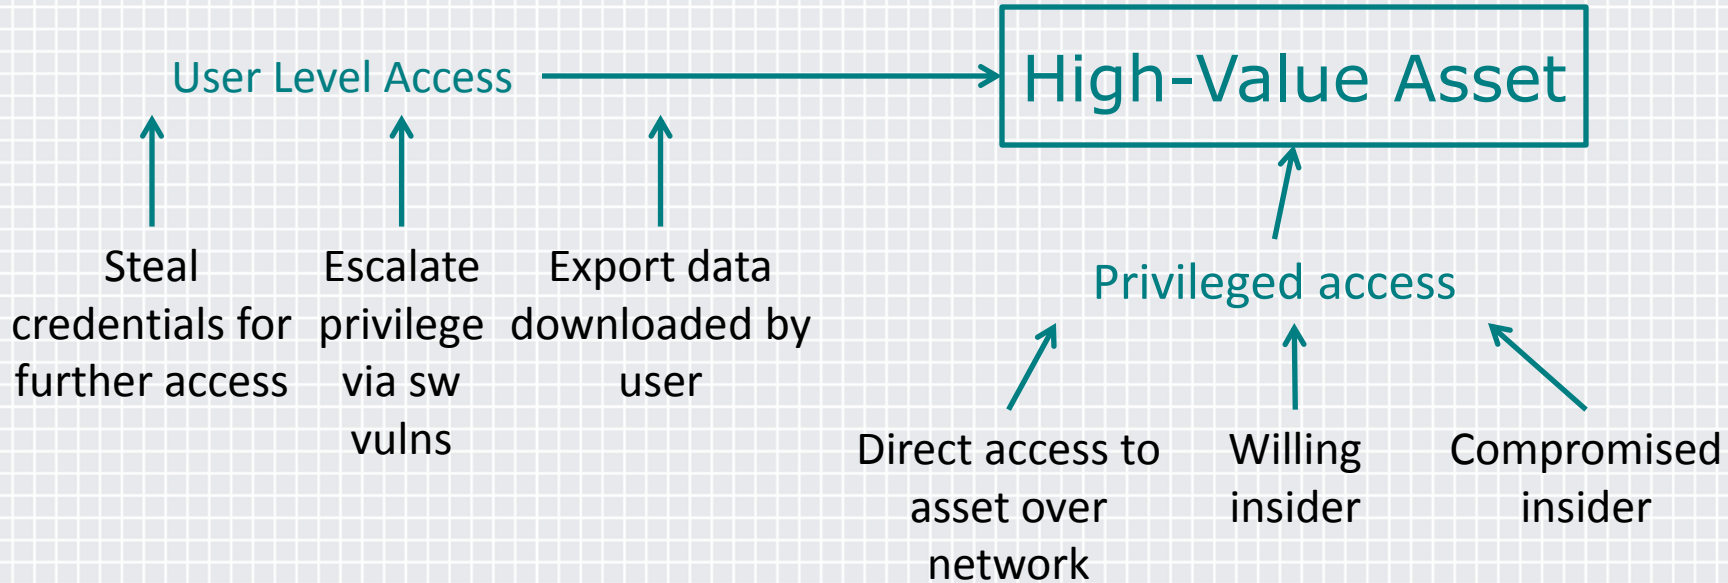 User Level Access
High-Value Asset
Steal
credentials for
further access
Escalate
privilege
via sw
vulns
Export data
downloaded by
user
Privileged access
Direct access to
asset over
network
Willing
insider
Compromised
insider